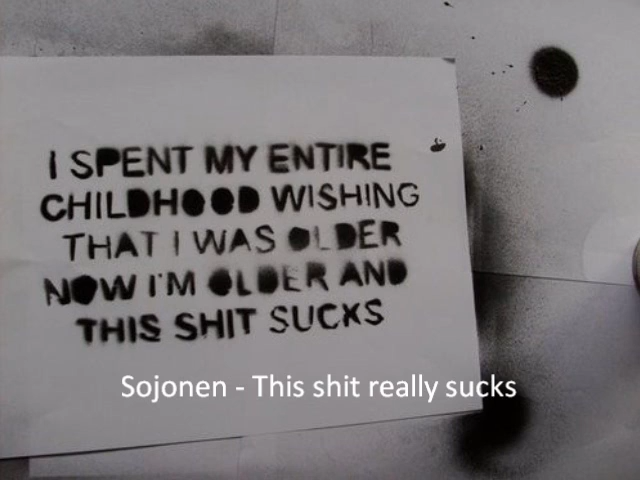 I SPENT MY ENTIRE
CHILDHOOD WISHING
THAT I WAS OLDER
NOW I'M OLDER AND
THIS SHIT SUCKS
Sojonen - This shit really sucks